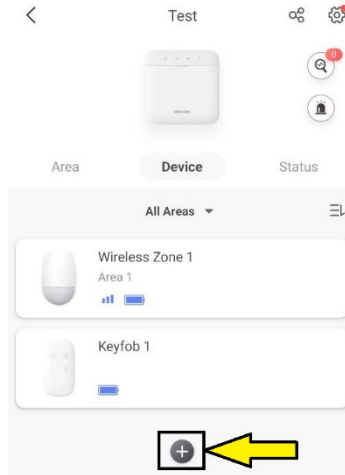 Test
0
Area Device Status
All Areas
Wireless Zone 1
Area 1
Keyfob 1